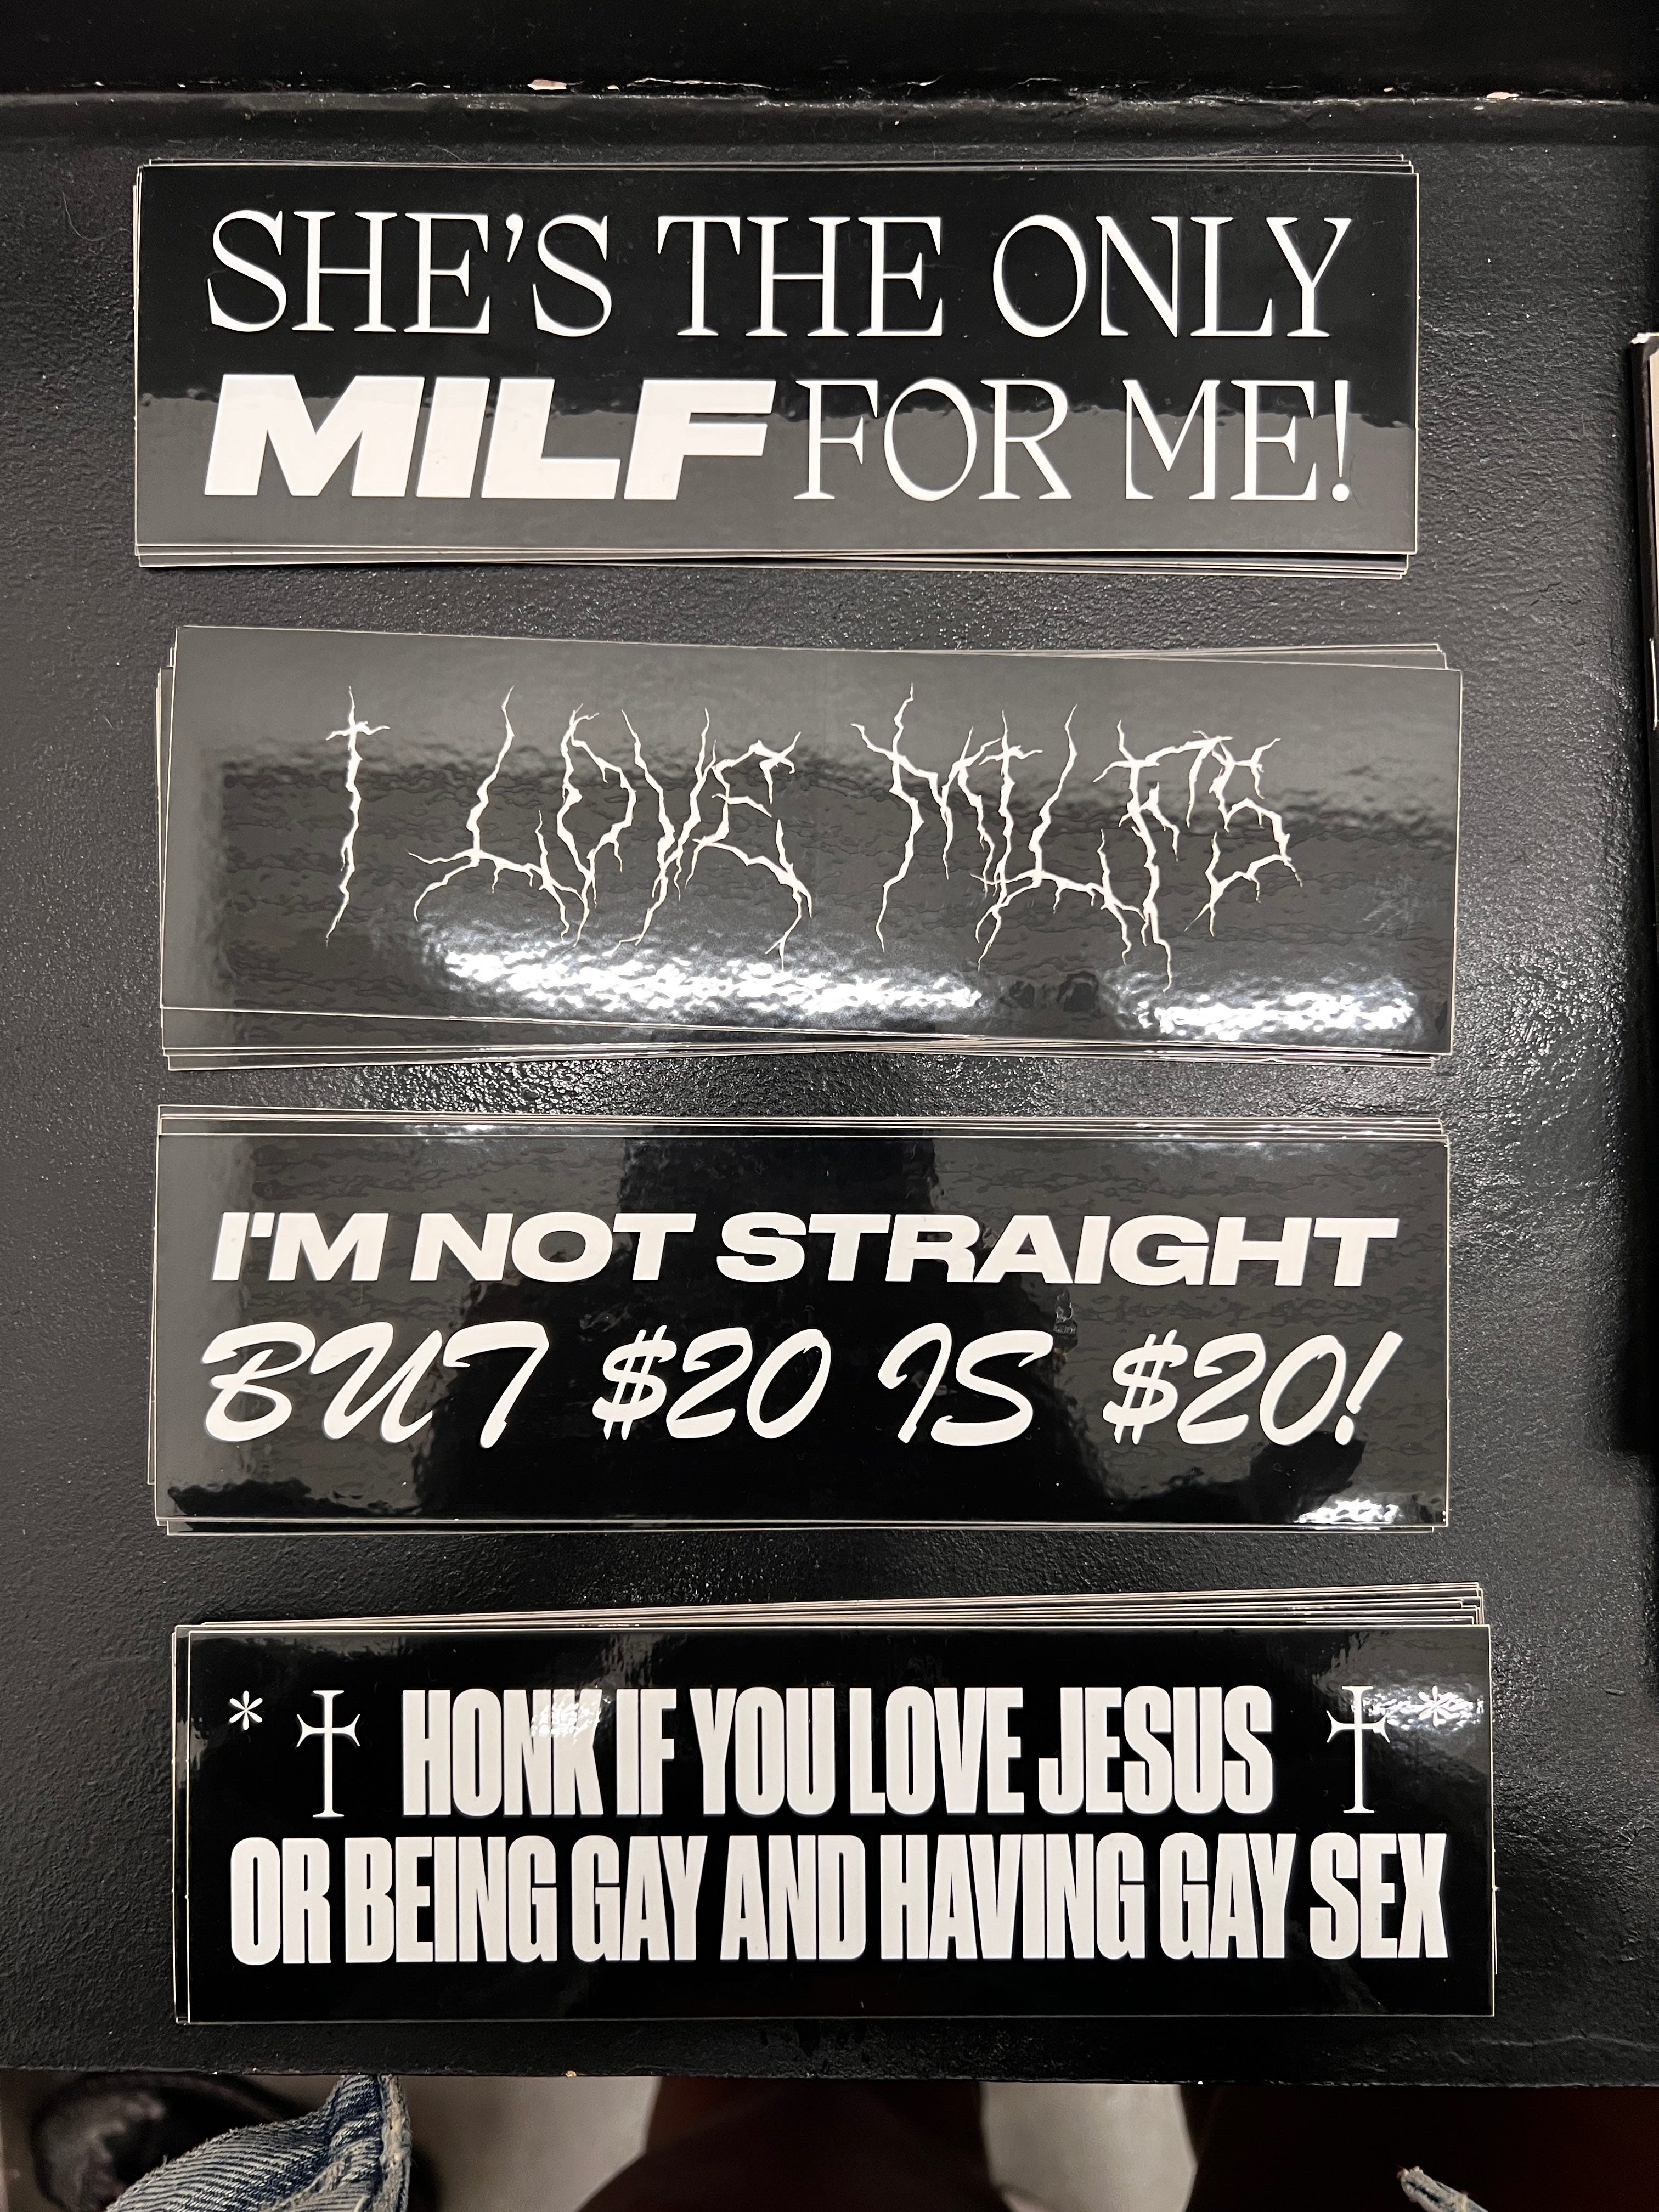 SHE'S THE ONLY
MILF FOR ME!
I LOVE MILFS
I'M NOT STRAIGHT
BUT $20 IS $20!
* † HONK IF YOU LOVE JESUS † *
OR BEING GAY AND HAVING GAY SEX